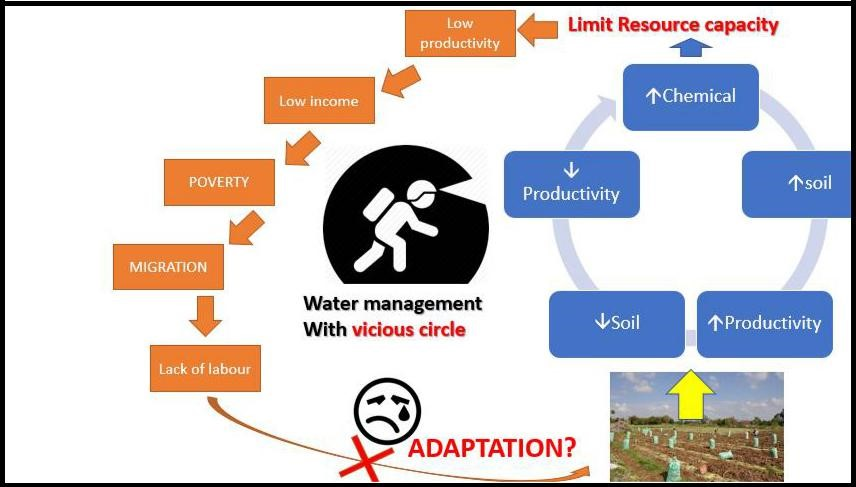 Low
productivity
Limit Resource capacity
Low income
↑Chemical
POVERTY
↓
Productivity
↑soil
MIGRATION
Water management
With vicious circle
↓Soil
↑Productivity
Lack of labour
ADAPTATION?